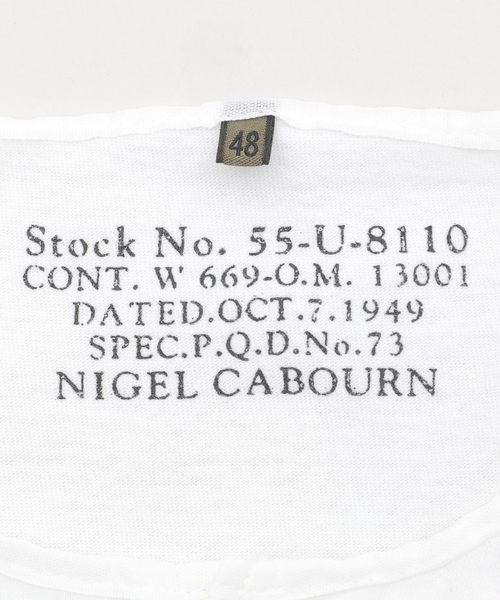 48
Stock No. 55-U-8110
CONT. W 669-O.M. 13001
DATED.OCT.7.1949
SPEC.P.Q.D.No.73
NIGEL CABOURN